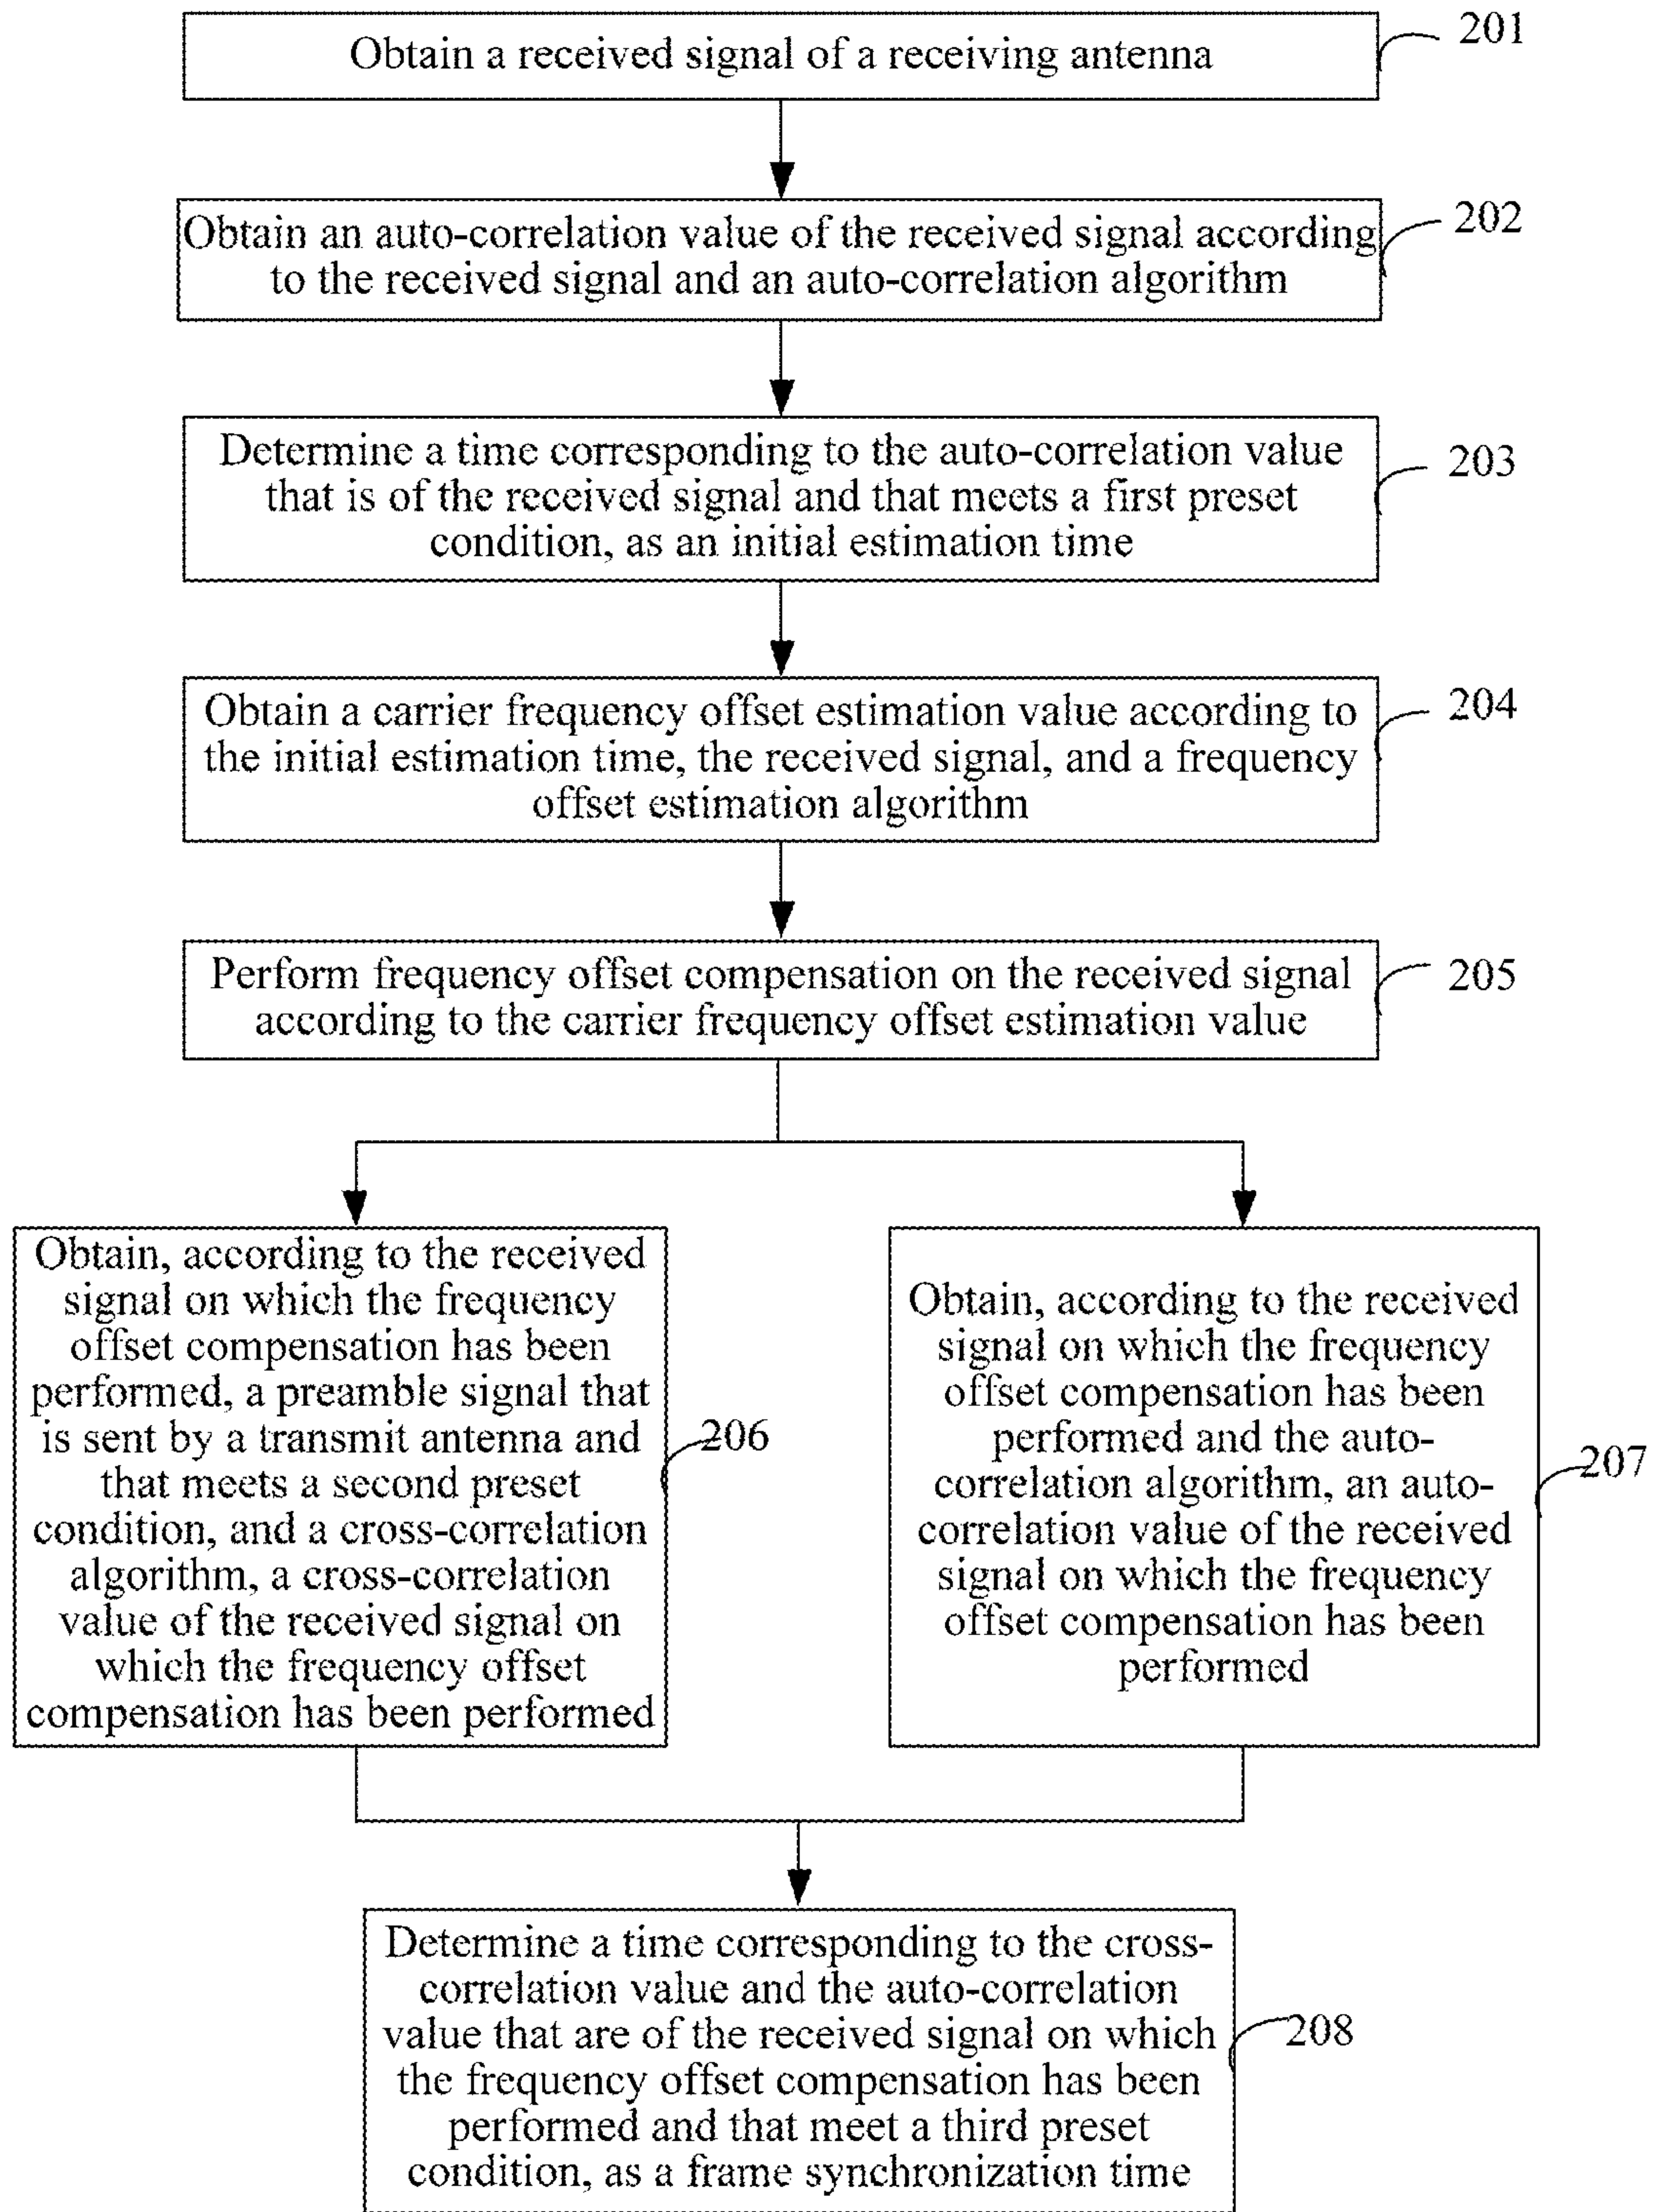 Obtain a received signal of a receiving antenna
201
Obtain an auto-correlation value of the received signal according
to the received signal and an auto-correlation algorithm
202
Determine a time corresponding to the auto-correlation value
that is of the received signal and that meets a first preset
condition, as an initial estimation time
203
Obtain a carrier frequency offset estimation value according to
the initial estimation time, the received signal, and a frequency
offset estimation algorithm
204
Perform frequency offset compensation on the received signal
according to the carrier frequency offset estimation value
205
Obtain, according to the received
signal on which the frequency
offset compensation has been
performed, a preamble signal that
is sent by a transmit antenna and
that meets a second preset
condition, and a cross-correlation
algorithm, a cross-correlation
value of the received signal on
which the frequency offset
compensation has been performed
206
Obtain, according to the received
signal on which the frequency
offset compensation has been
performed and the auto-
correlation algorithm, an auto-
correlation value of the received
signal on which the frequency
offset compensation has been
performed
207
Determine a time corresponding to the cross-
correlation value and the auto-correlation
value that are of the received signal on which
the frequency offset compensation has been
performed and that meet a third preset
condition, as a frame synchronization time
208